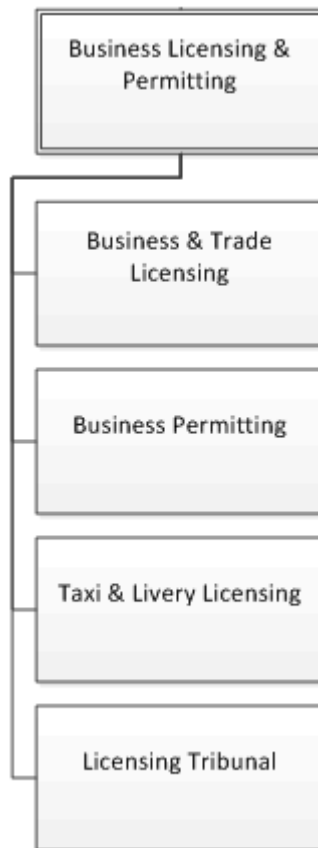 Business Licensing &
Permitting
Business & Trade
Licensing
Business Permitting
Taxi & Livery Licensing
Licensing Tribunal